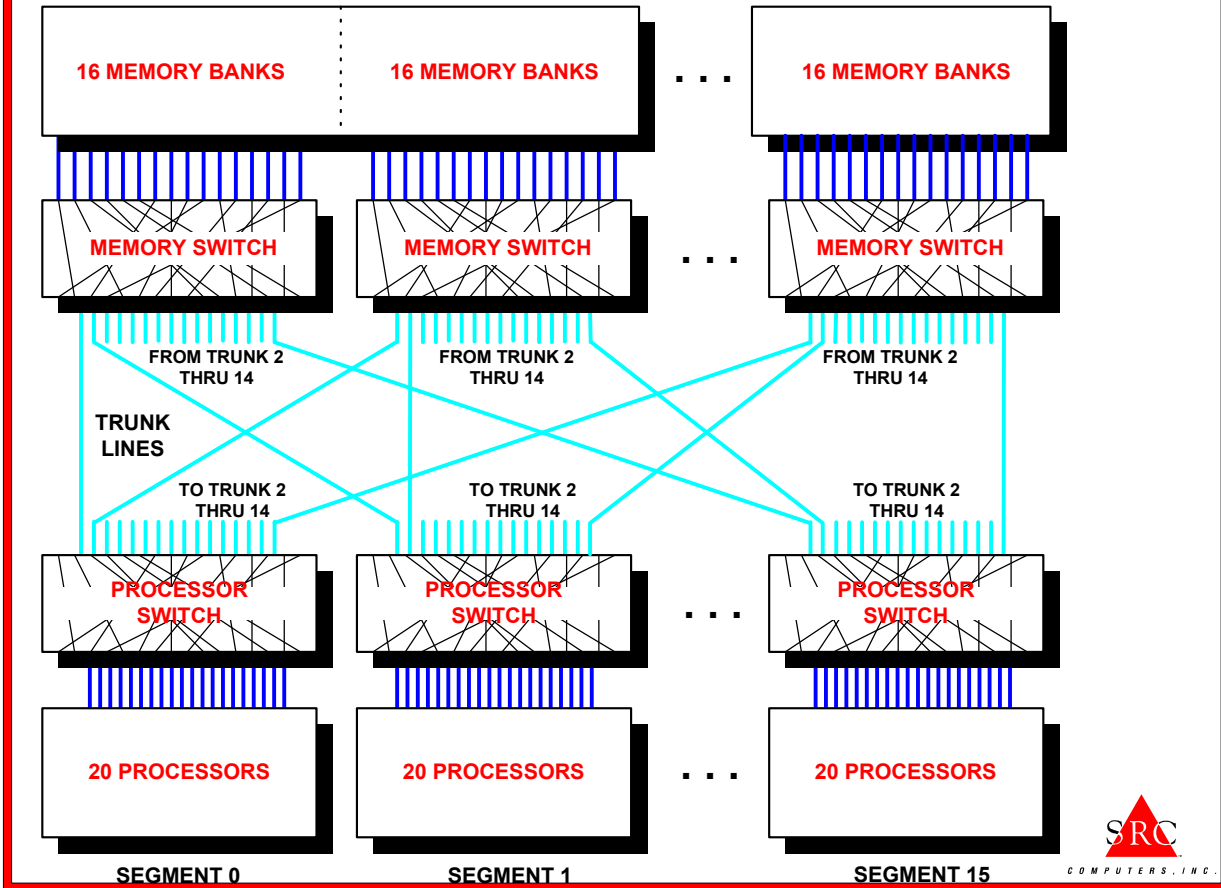 16 MEMORY BANKS
16 MEMORY BANKS
. . .
16 MEMORY BANKS
MEMORY SWITCH
MEMORY SWITCH
. . .
MEMORY SWITCH
FROM TRUNK 2
THRU 14
FROM TRUNK 2
THRU 14
FROM TRUNK 2
THRU 14
TRUNK
LINES
TO TRUNK 2
THRU 14
TO TRUNK 2
THRU 14
TO TRUNK 2
THRU 14
PROCESSOR
SWITCH
PROCESSOR
SWITCH
. . .
PROCESSOR
SWITCH
20 PROCESSORS
20 PROCESSORS
. . .
20 PROCESSORS
SEGMENT 0
SEGMENT 1
SEGMENT 15
SRC
COMPUTERS, INC.